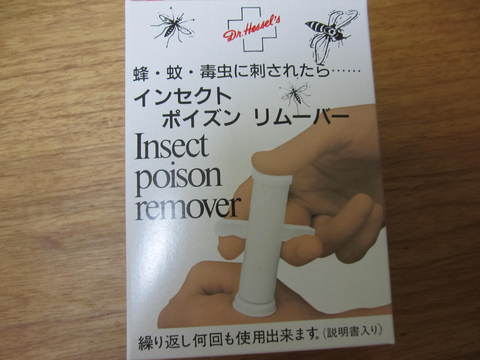 Dr. Hessel's
蜂・蚊・毒虫に刺されたら……
インセクト
ポイズン リムーバー
Insect
poison
remover
繰り返し何回も使用出来ます。(説明書入り)